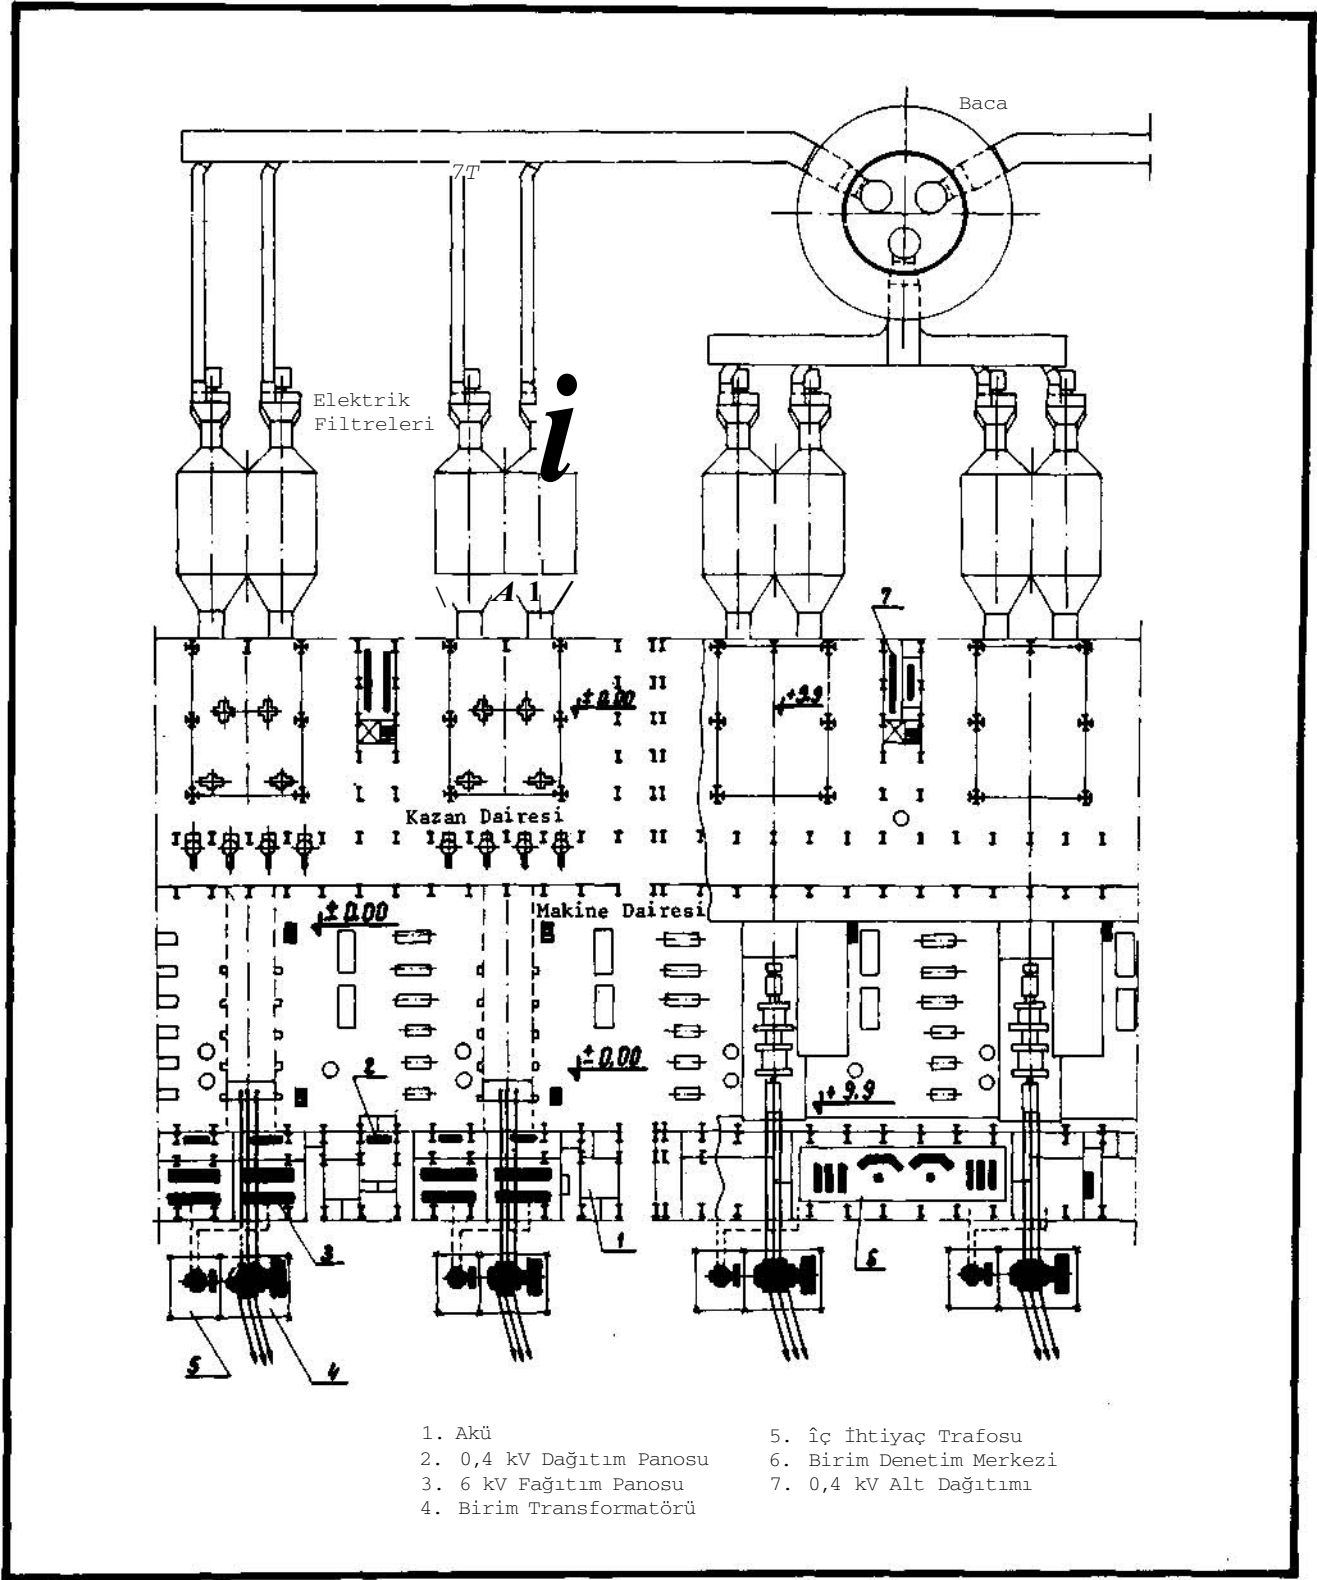 Baca
7T
Elektrik
Filtreleri
i
A 1
7
± 0.00
+9.9
Kazan Dairesi
± 0.00
Makine Dairesi
2
± 0.00
+ 9.9
3
1
6
5
4
1. Akü
2. 0,4 kV Dağıtım Panosu
3. 6 kV Fağıtım Panosu
4. Birim Transformatörü
5. îç İhtiyaç Trafosu
6. Birim Denetim Merkezi
7. 0,4 kV Alt Dağıtımı